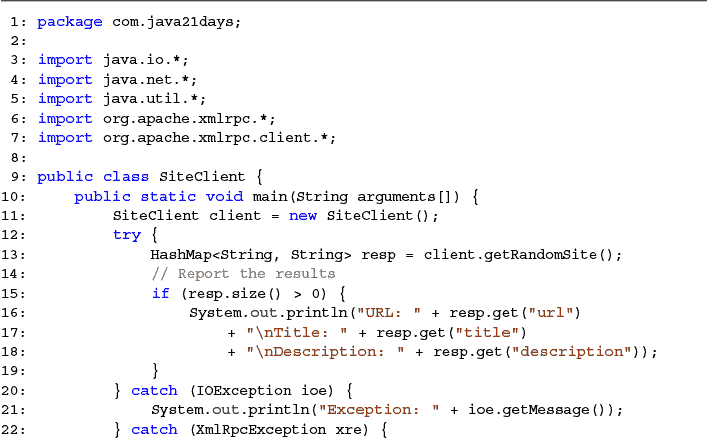 1: package com.java21days;
2:
3: import java.io.*;
4: import java.net.*;
5: import java.util.*;
6: import org.apache.xmlrpc.*;
7: import org.apache.xmlrpc.client.*;
8:
9: public class SiteClient {
10:     public static void main(String arguments[]) {
11:         SiteClient client = new SiteClient();
12:         try {
13:             HashMap<String, String> resp = client.getRandomSite();
14:             // Report the results
15:             if (resp.size() > 0) {
16:                 System.out.println("URL: " + resp.get("url")
17:                     + "\nTitle: " + resp.get("title")
18:                     + "\nDescription: " + resp.get("description"));
19:             }
20:         } catch (IOException ioe) {
21:             System.out.println("Exception: " + ioe.getMessage());
22:         } catch (XmlRpcException xre) {